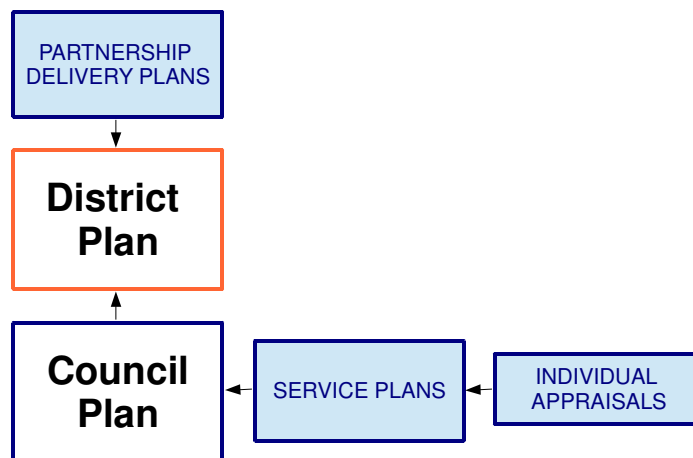 PARTNERSHIP
DELIVERY PLANS
District
Plan
Council
Plan
SERVICE PLANS
INDIVIDUAL
APPRAISALS